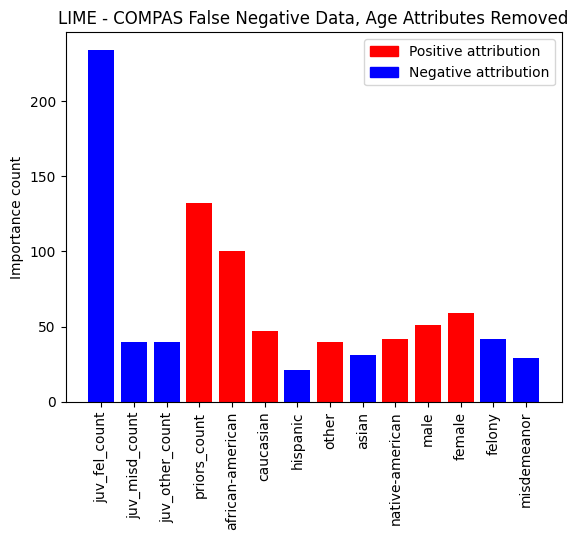 LIME - COMPAS False Negative Data, Age Attributes Removed
Positive attribution
Negative attribution
Importance count
200
150
100
50
0
juv_fel_count
juv_misd_count
juv_other_count
priors_count
african-american
caucasian
hispanic
other
asian
native-american
male
female
felony
misdemeanor